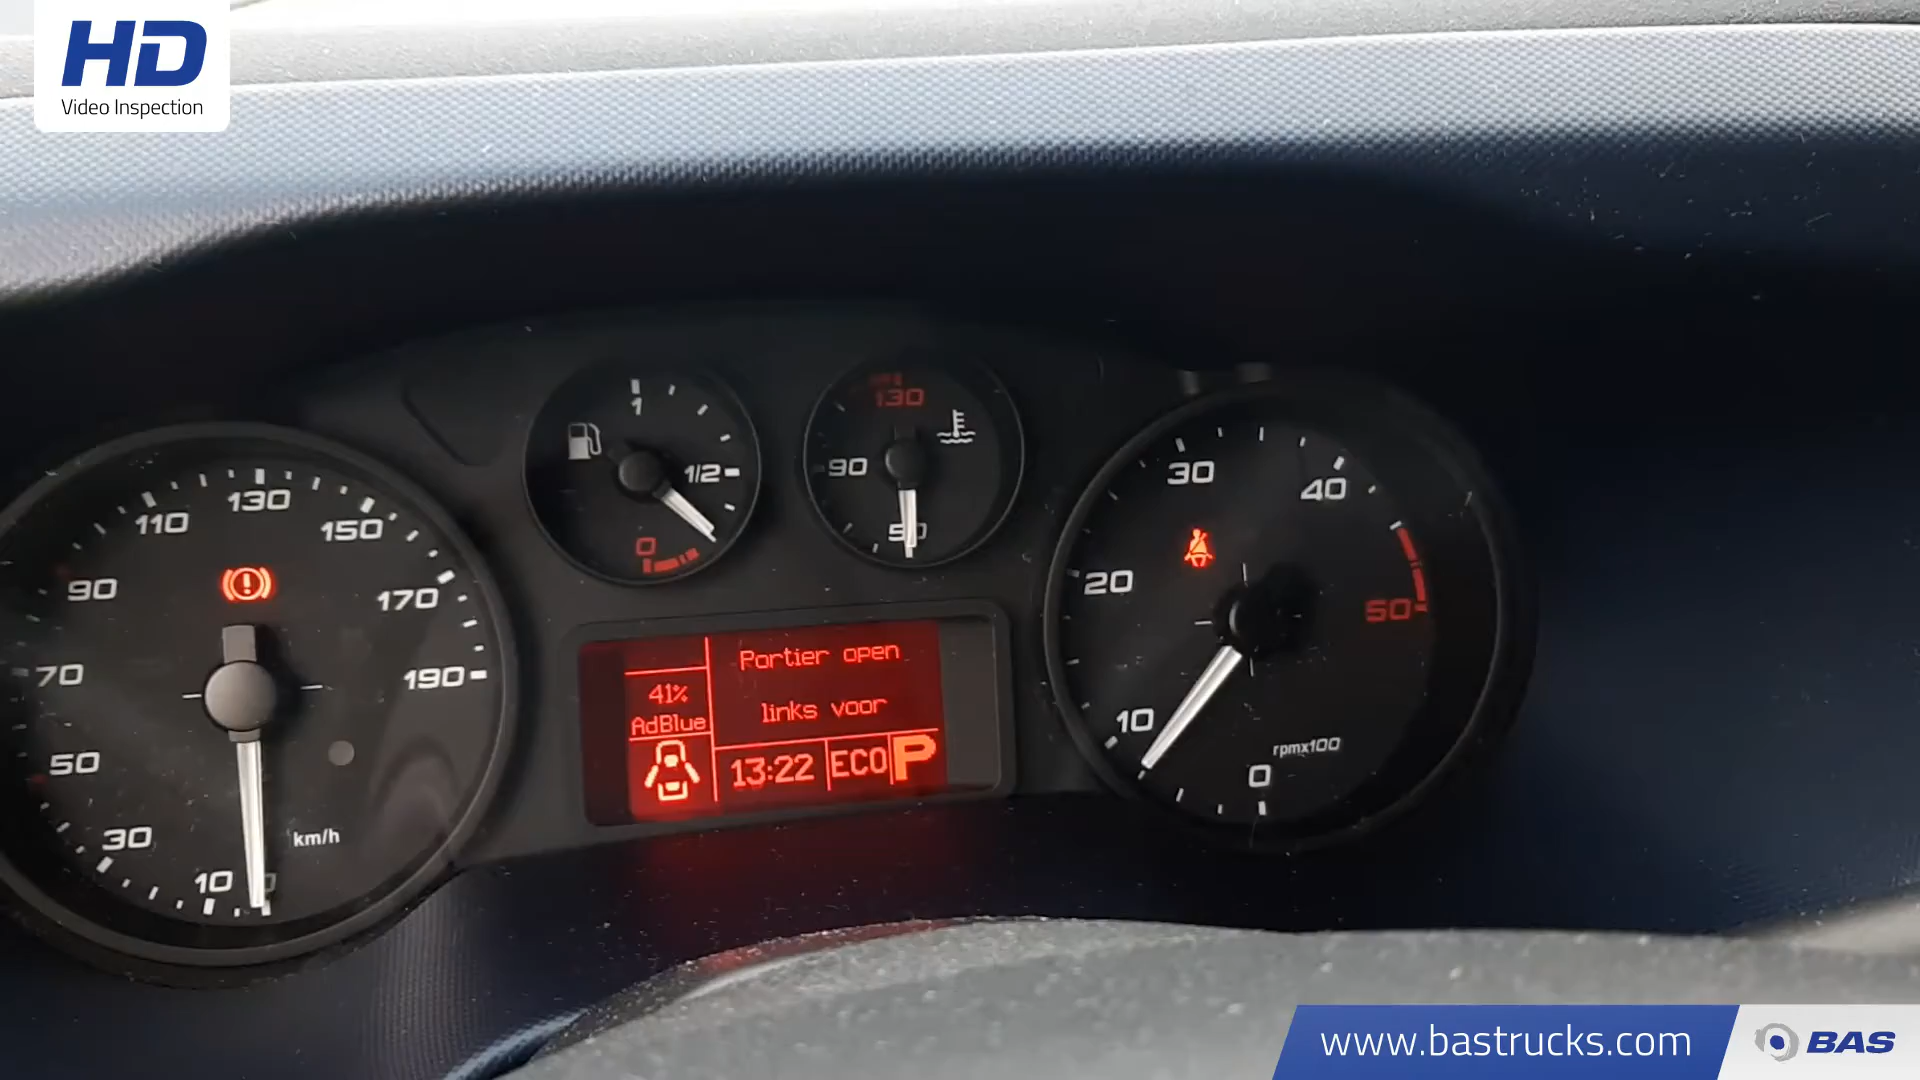 HD
Video Inspection
10
30
50
70
90
110
130
150
170
190
km/h
1
1/2
0
130
90
50
Portier open
links voor
41%
AdBlue
13:22
ECO
P
0
10
20
30
40
50
rpmx100
www.bastrucks.com
BAS